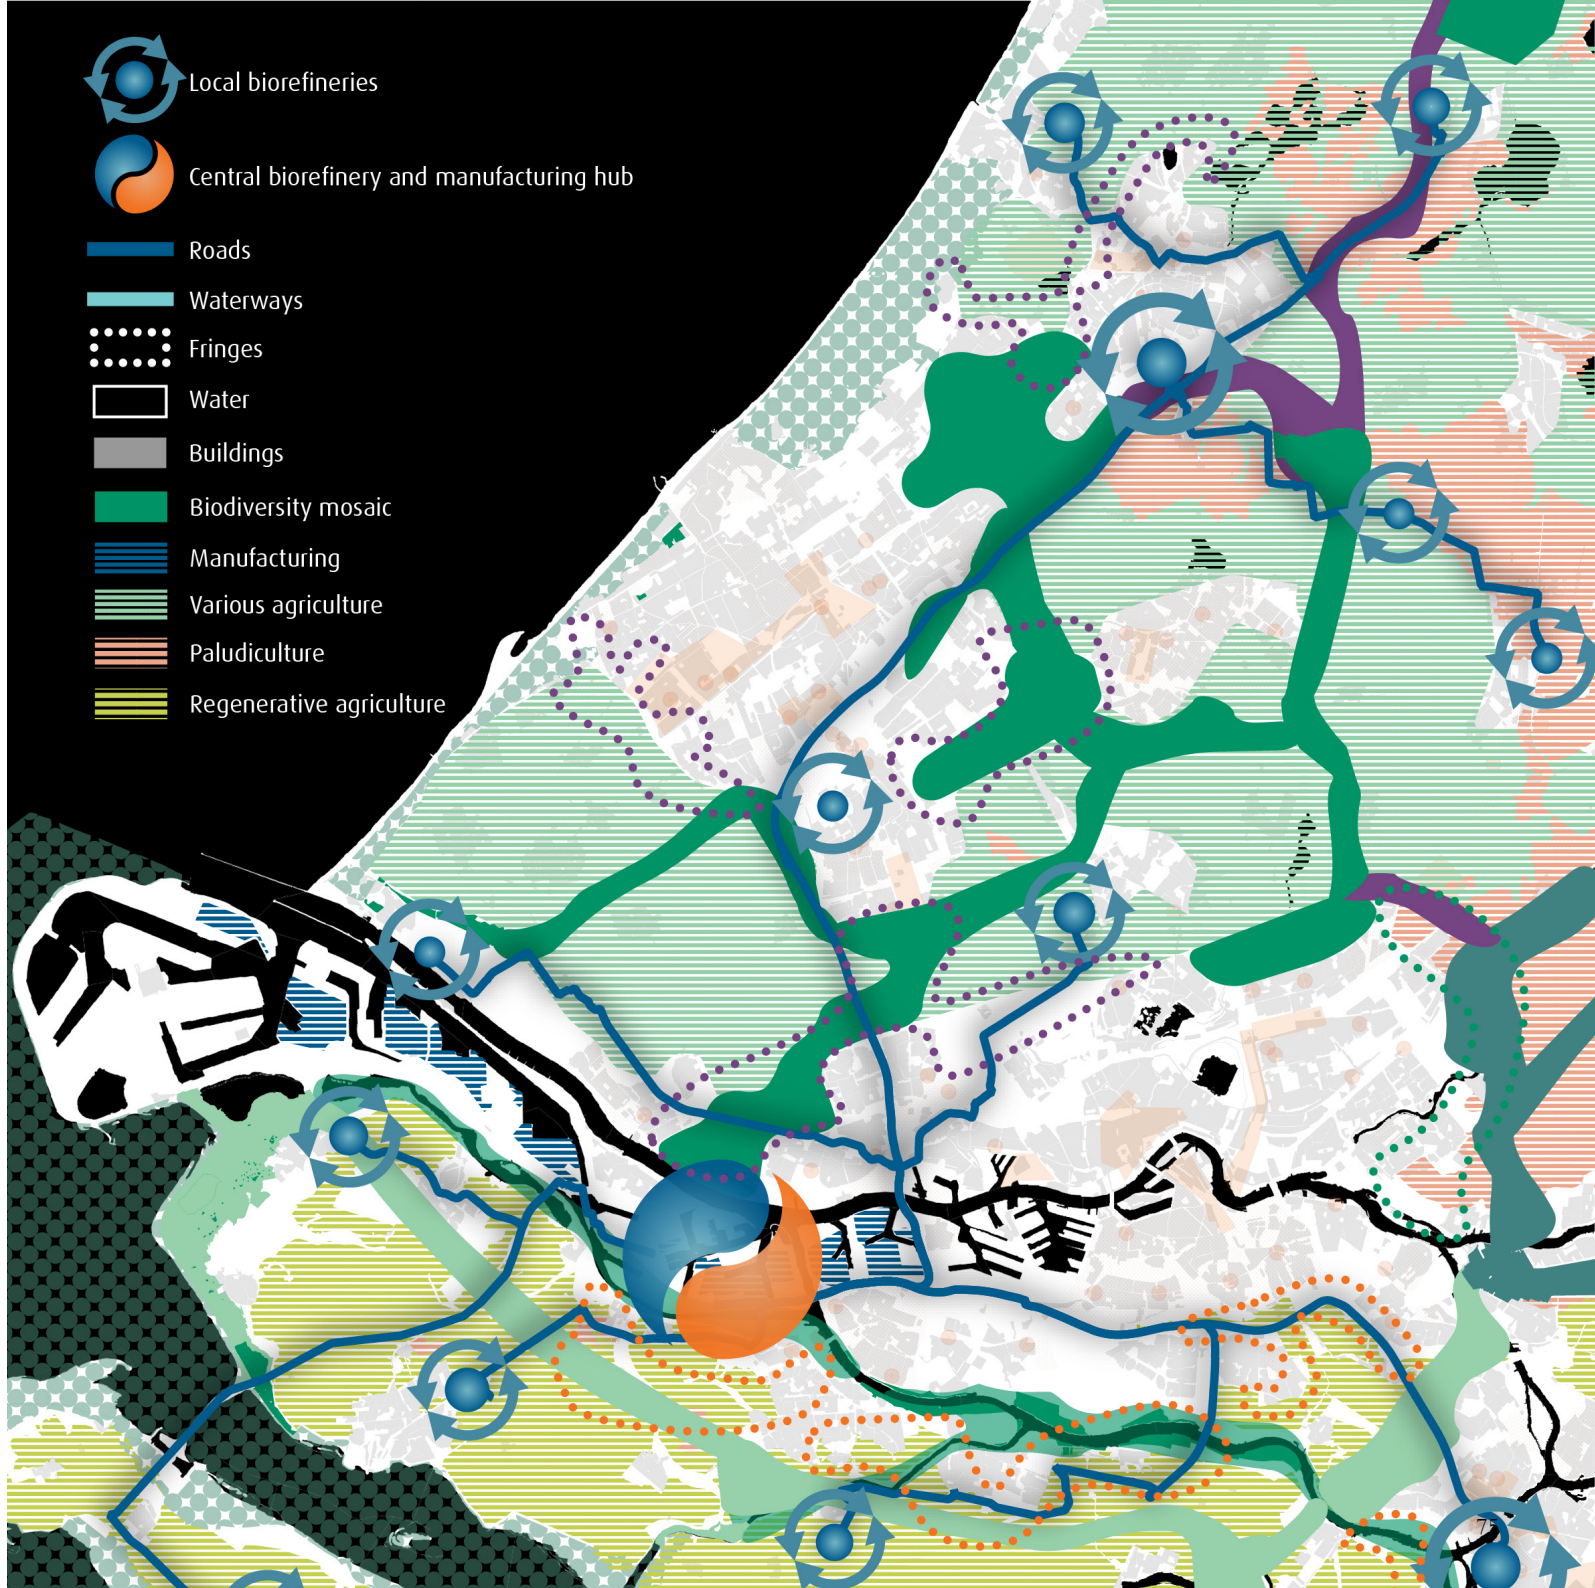 Local biorefineries
Central biorefinery and manufacturing hub
Roads
Waterways
Fringes
Water
Buildings
Biodiversity mosaic
Manufacturing
Various agriculture
Paludiculture
Regenerative agriculture
75